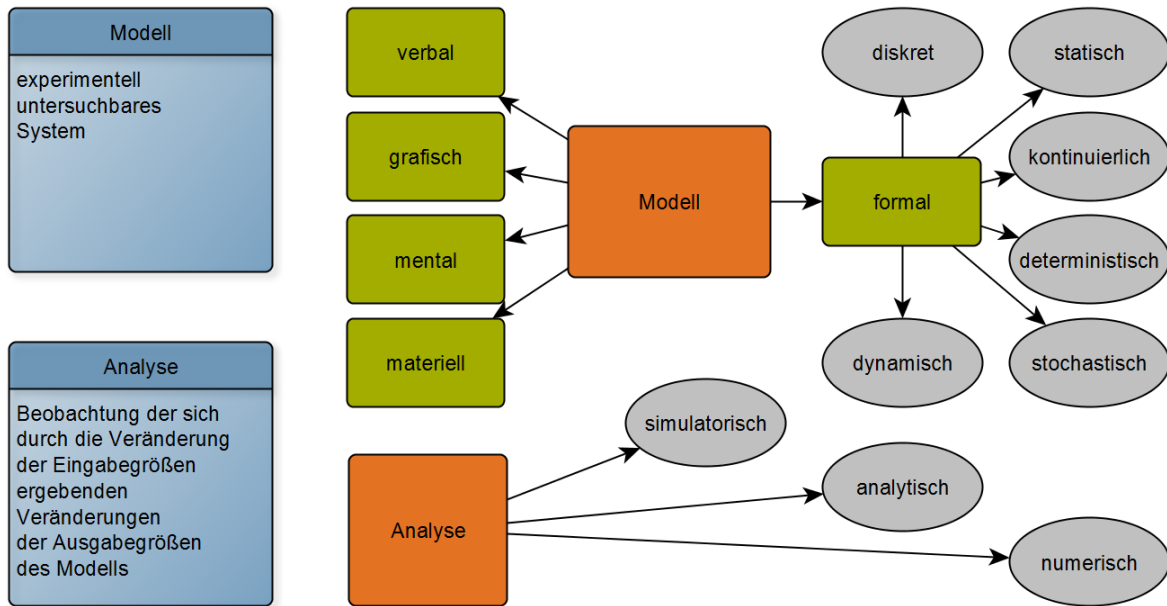 Modell
experimentell
untersuchbares
System
verbal
grafisch
mental
materiell
Modell
formal
diskret
statisch
kontinuierlich
deterministisch
stochastisch
dynamisch
Analyse
Beobachtung der sich
durch die Veränderung
der Eingabegrößen
ergebenden
Veränderungen
der Ausgabegrößen
des Modells
Analyse
simulatorisch
analytisch
numerisch